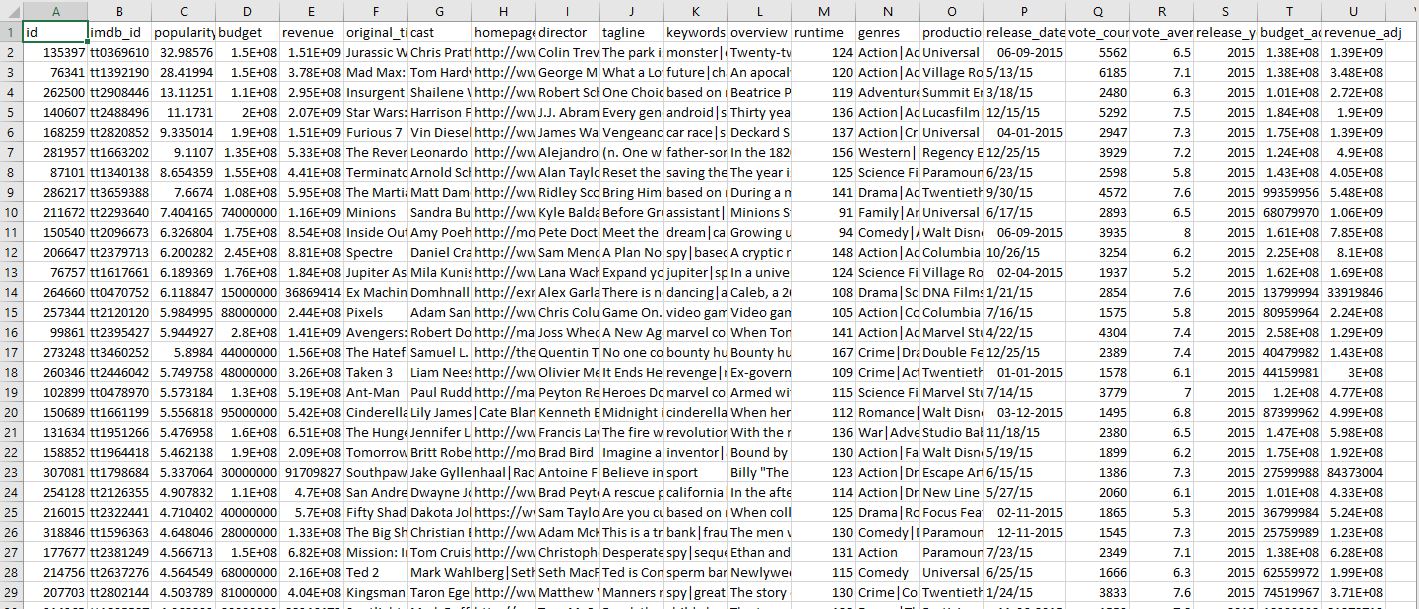 A B C D E F G H I J K L M N O P Q R S T U
1 id imdb_id popularity budget revenue original_ti cast homepage director tagline keywords overview runtime genres productio release_date vote_coun vote_aver release_y budget_ad revenue_adj
2 135397 tt0369610 32.98576 1.5E+08 1.51E+09 Jurassic W Chris Pratt http://ww Colin Trev The park i monster|d Twenty-tw 124 Action|Ad Universal 06-09-2015 5562 6.5 2015 1.38E+08 1.39E+09
3 76341 tt1392190 28.41994 1.5E+08 3.78E+08 Mad Max: Tom Hard http://ww George M What a Lo future|ch An apocal 120 Action|Ad Village Ro 5/13/15 6185 7.1 2015 1.38E+08 3.48E+08
4 262500 tt2908446 13.11251 1.1E+08 2.95E+08 Insurgent Shailene http://ww Robert Sch One Choic based on Beatrice P 119 Adventure Summit En 3/18/15 2480 6.3 2015 1.01E+08 2.72E+08
5 140607 tt2488496 11.1731 2E+08 2.07E+09 Star Wars: Harrison F http://ww J.J. Abram Every gen android|s Thirty yea 136 Action|Ad Lucasfilm 12/15/15 5292 7.5 2015 1.84E+08 1.9E+09
6 168259 tt2820852 9.335014 1.9E+08 1.51E+09 Furious 7 Vin Diesel http://ww James Wa Vengeanc car race|s Deckard S 137 Action|Cr Universal 04-01-2015 2947 7.3 2015 1.75E+08 1.39E+09
7 281957 tt1663202 9.1107 1.35E+08 5.33E+08 The Rever Leonardo http://ww Alejandro (n. One w father-sor In the 182 156 Western| Regency E 12/25/15 3929 7.2 2015 1.24E+08 4.9E+08
8 87101 tt1340138 8.654359 1.55E+08 4.41E+08 Terminato Arnold Sch http://ww Alan Taylo Reset the saving the The year i 125 Science Fi Paramoun 6/23/15 2598 5.8 2015 1.43E+08 4.05E+08
9 286217 tt3659388 7.6674 1.08E+08 5.95E+08 The Marti Matt Dam http://ww Ridley Sco Bring Him based on During a m 141 Drama|Ad Twentieth 9/30/15 4572 7.6 2015 99359956 5.48E+08
10 211672 tt2293640 7.404165 74000000 1.16E+09 Minions Sandra Bu http://ww Kyle Balda Before Gr assistant| Minions S 91 Family|An Universal 6/17/15 2893 6.5 2015 68079970 1.06E+09
11 150540 tt2096673 6.326804 1.75E+08 8.54E+08 Inside Out Amy Poeh http://mo Pete Doct Meet the dream|ca Growing u 94 Comedy|A Walt Disn 06-09-2015 3935 8 2015 1.61E+08 7.85E+08
12 206647 tt2379713 6.200282 2.45E+08 8.81E+08 Spectre Daniel Cra http://ww Sam Menc A Plan No spy|based A cryptic r 148 Action|Ad Columbia 10/26/15 3254 6.2 2015 2.25E+08 8.1E+08
13 76757 tt1617661 6.189369 1.76E+08 1.84E+08 Jupiter As Mila Kunis http://ww Lana Wach Expand yo jupiter|sp In a unive 124 Science Fi Village Ro 02-04-2015 1937 5.2 2015 1.62E+08 1.69E+08
14 264660 tt0470752 6.118847 15000000 36869414 Ex Machin Domhnall http://exn Alex Garla There is n dancing|a Caleb, a 26 108 Drama|Sc DNA Films 1/21/15 2854 7.6 2015 13799994 33919846
15 257344 tt2120120 5.984995 88000000 2.44E+08 Pixels Adam San http://ww Chris Colu Game On. video gam Video gam 105 Action|Co Columbia 7/16/15 1575 5.8 2015 80959964 2.24E+08
16 99861 tt2395427 5.944927 2.8E+08 1.41E+09 Avengers: Robert Do http://ma Joss Whed A New Ag marvel co When Ton 141 Action|Ad Marvel Stu 4/22/15 4304 7.4 2015 2.58E+08 1.29E+09
17 273248 tt3460252 5.8984 44000000 1.56E+08 The Hatef Samuel L. http://the Quentin T No one co bounty hu Bounty hu 167 Crime|Dra Double Fe 12/25/15 2389 7.4 2015 40479982 1.43E+08
18 260346 tt2446042 5.749758 48000000 3.26E+08 Taken 3 Liam Nees http://ww Olivier Me It Ends He revenge|r Ex-govern 109 Crime|Act Twentieth 01-01-2015 1578 6.1 2015 44159981 3E+08
19 102899 tt0478970 5.573184 1.3E+08 5.19E+08 Ant-Man Paul Rudd http://ma Peyton Re Heroes Do marvel co Armed wi 115 Science Fi Marvel Stu 7/14/15 3779 7 2015 1.2E+08 4.77E+08
20 150689 tt1661199 5.556818 95000000 5.42E+08 Cinderella Lily James|Cate Blan Kenneth B Midnight i cinderella When her 112 Romance| Walt Disn 03-12-2015 1495 6.8 2015 87399962 4.99E+08
21 131634 tt1951266 5.476958 1.6E+08 6.51E+08 The Hunge Jennifer L http://ww Francis La The fire w revolution With the r 136 War|Adve Studio Bal 11/18/15 2380 6.5 2015 1.47E+08 5.98E+08
22 158852 tt1964418 5.462138 1.9E+08 2.09E+08 Tomorrow Britt Robe http://mo Brad Bird Imagine a inventor| Bound by 130 Action|Fa Walt Disn 5/19/15 1899 6.2 2015 1.75E+08 1.92E+08
23 307081 tt1798684 5.337064 30000000 91709827 Southpaw Jake Gyllenhaal|Rac Antoine F Believe in sport Billy "The 123 Action|Dr Escape Art 6/15/15 1386 7.3 2015 27599988 84373004
24 254128 tt2126355 4.907832 1.1E+08 4.7E+08 San Andre Dwayne Jo http://ww Brad Peyt A rescue p california In the afte 114 Action|Dr New Line 5/27/15 2060 6.1 2015 1.01E+08 4.33E+08
25 216015 tt2322441 4.710402 40000000 5.7E+08 Fifty Shad Dakota Jol https://w Sam Taylo Are you cu based on When coll 125 Drama|Ro Focus Fea 02-11-2015 1865 5.3 2015 36799984 5.24E+08
26 318846 tt1596363 4.648046 28000000 1.33E+08 The Big Sh Christian E http://ww Adam McK This is a tr bank|frau The men v 130 Comedy|D Paramoun 12-11-2015 1545 7.3 2015 25759989 1.23E+08
27 177677 tt2381249 4.566713 1.5E+08 6.82E+08 Mission: I Tom Cruis http://ww Christoph Desperate spy|seque Ethan and 131 Action Paramoun 7/23/15 2349 7.1 2015 1.38E+08 6.28E+08
28 214756 tt2637276 4.564549 68000000 2.16E+08 Ted 2 Mark Wahlberg|Seth Seth MacF Ted is Con sperm bar Newlywe 115 Comedy Universal 6/25/15 1666 6.3 2015 62559972 1.99E+08
29 207703 tt2802144 4.503789 81000000 4.04E+08 Kingsman Taron Ege http://ww Matthew Manners r spy|great The story 130 Crime|Co Twentieth 1/24/15 3833 7.6 2015 74519967 3.71E+08